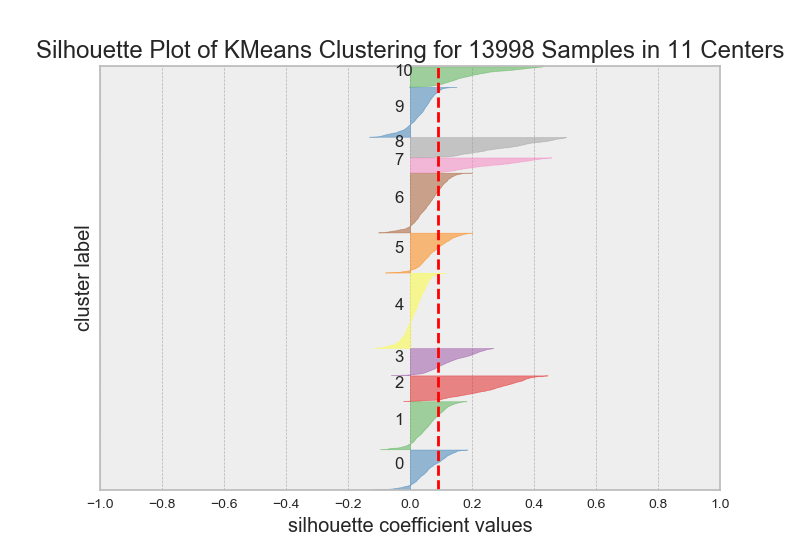 Silhouette Plot of KMeans Clustering for 13998 Samples in 11 Centers
cluster label
10
9
8
7
6
5
4
3
2
1
0
−1.0 −0.8 −0.6 −0.4 −0.2 0.0 0.2 0.4 0.6 0.8 1.0
silhouette coefficient values